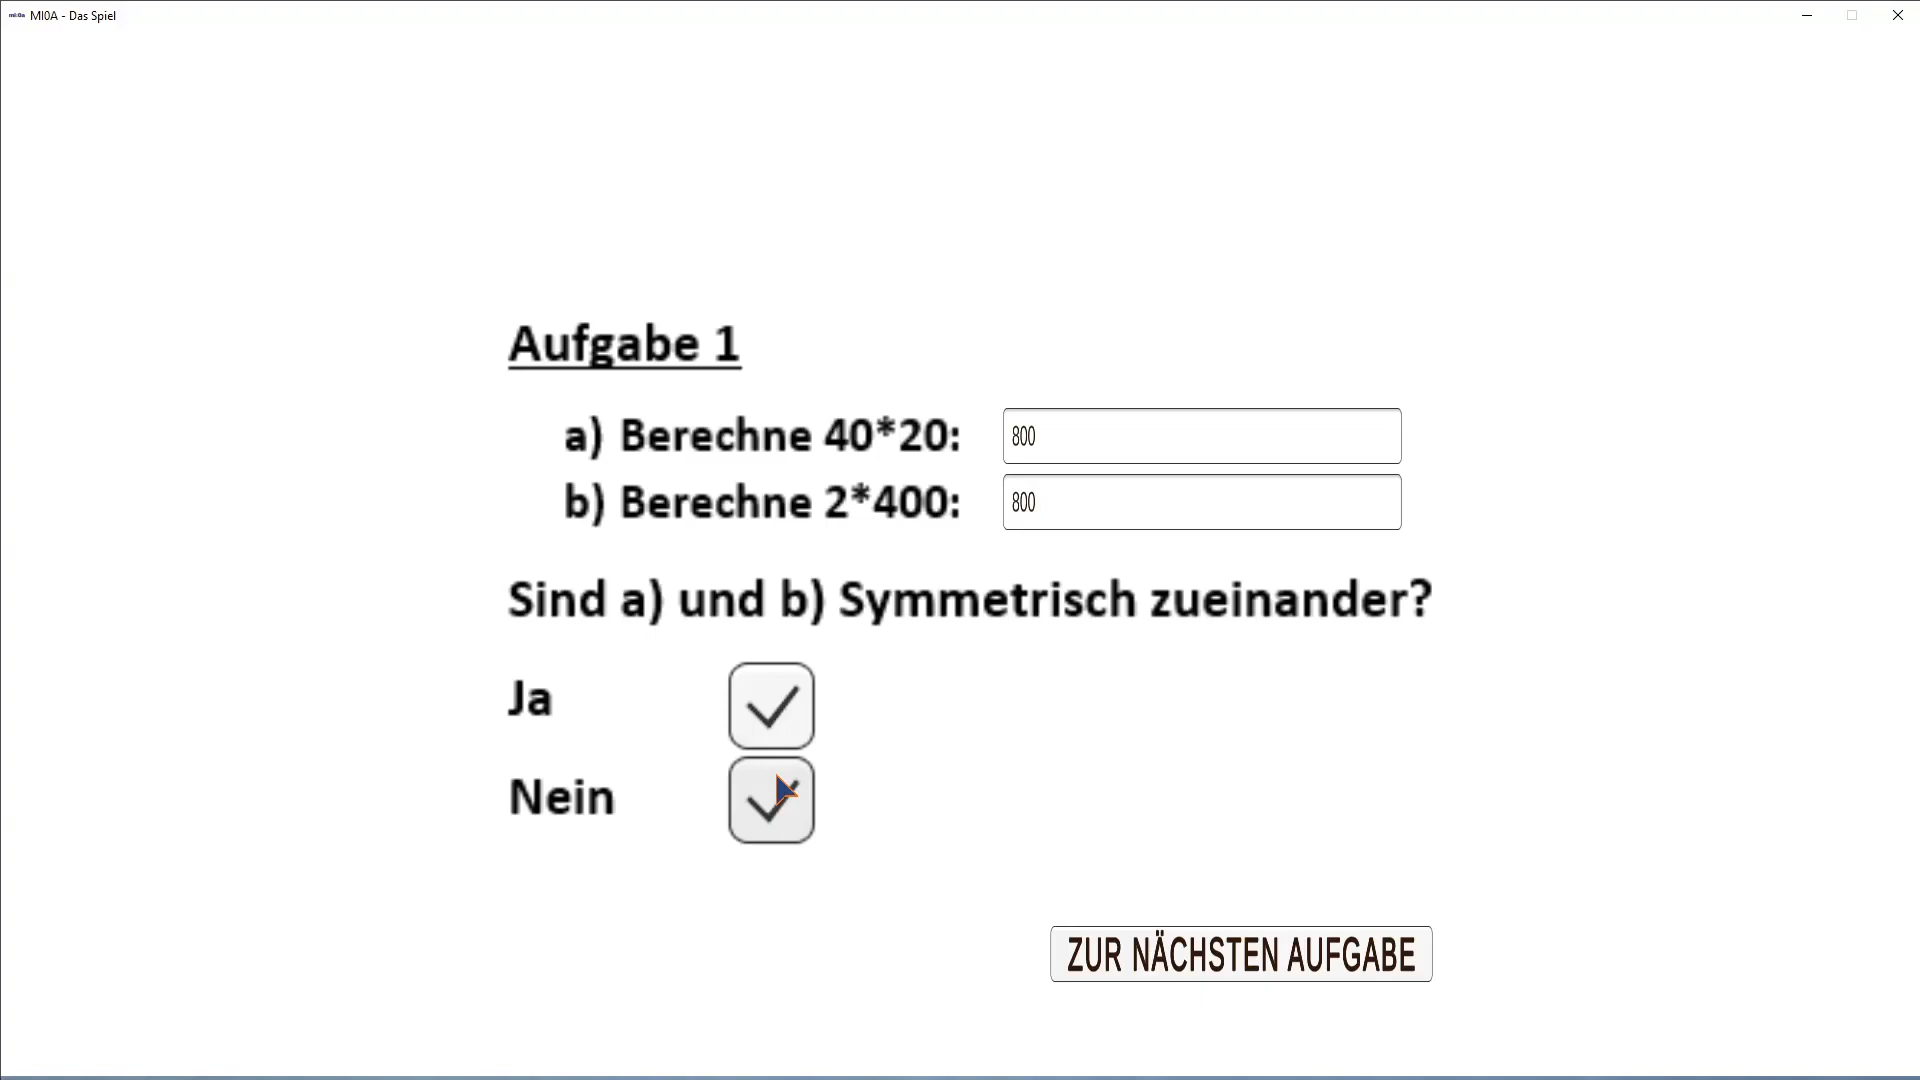 MI0A - Das Spiel
Aufgabe 1
a) Berechne 40*20: 800
b) Berechne 2*400: 800
Sind a) und b) Symmetrisch zueinander?
Ja
Nein
ZUR NÄCHSTEN AUFGABE